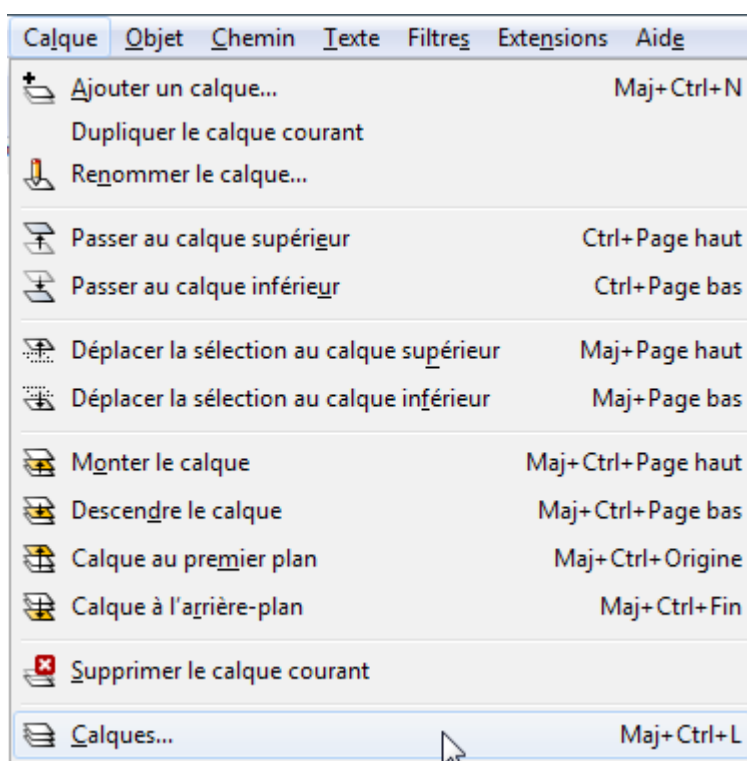 Calque Objet Chemin Texte Filtres Extensions Aide
Ajouter un calque... Maj+Ctrl+N
Dupliquer le calque courant
Renommer le calque...
Passer au calque supérieur Ctrl+Page haut
Passer au calque inférieur Ctrl+Page bas
Déplacer la sélection au calque supérieur Maj+Page haut
Déplacer la sélection au calque inférieur Maj+Page bas
Monter le calque Maj+Ctrl+Page haut
Descendre le calque Maj+Ctrl+Page bas
Calque au premier plan Maj+Ctrl+Origine
Calque à l'arrière-plan Maj+Ctrl+Fin
Supprimer le calque courant
Calques... Maj+Ctrl+L